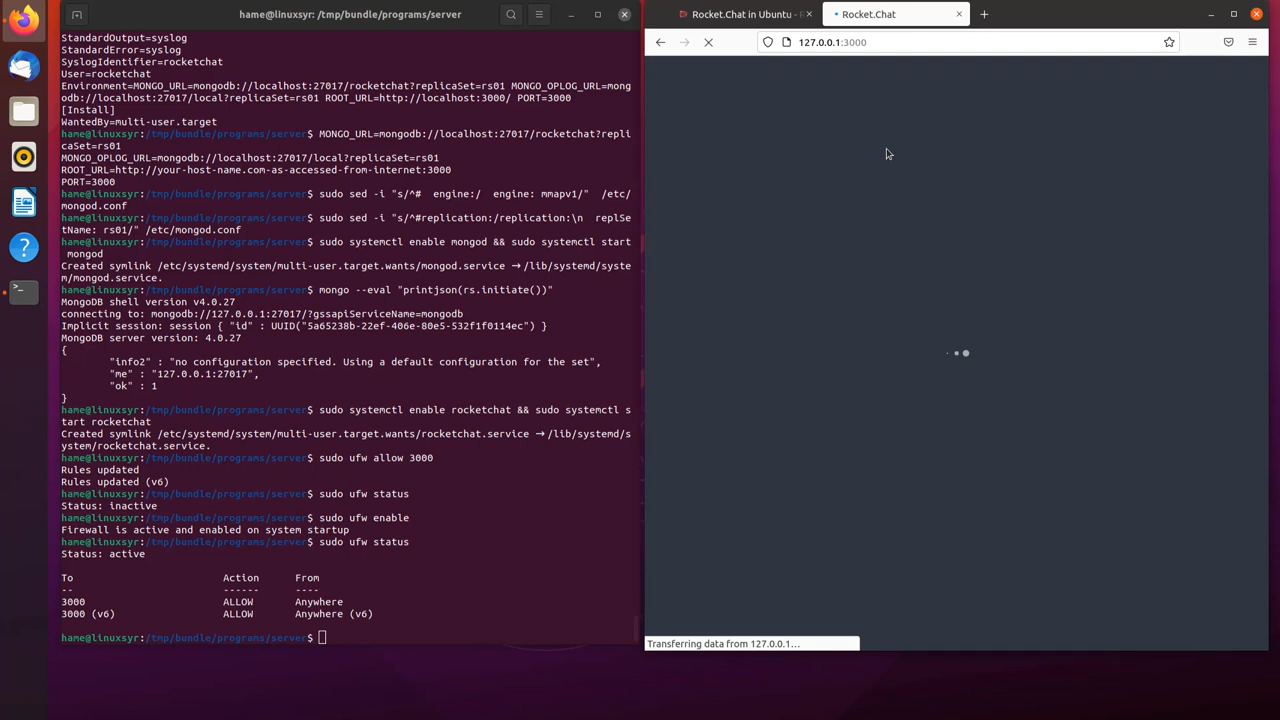 hame@linuxsyr: /tmp/bundle/programs/server
StandardOutput=syslog
StandardError=syslog
SyslogIdentifier=rocketchat
User=rocketchat
Environment=MONGO_URL=mongodb://localhost:27017/rocketchat?replicaSet=rs01 MONGO_OPLOG_URL=mong
odb://localhost:27017/local?replicaSet=rs01 ROOT_URL=http://localhost:3000/ PORT=3000
[Install]
WantedBy=multi-user.target
hame@linuxsyr:/tmp/bundle/programs/server$ MONGO_URL=mongodb://localhost:27017/rocketchat?repli
caSet=rs01
MONGO_OPLOG_URL=mongodb://localhost:27017/local?replicaSet=rs01
ROOT_URL=http://your-host-name.com-as-accessed-from-internet:3000
PORT=3000
hame@linuxsyr:/tmp/bundle/programs/server$ sudo sed -i "s/^#  engine:/  engine: mmapv1/"  /etc/
mongod.conf
hame@linuxsyr:/tmp/bundle/programs/server$ sudo sed -i "s/^#replication:/replication:\n  replSe
tName: rs01/" /etc/mongod.conf
hame@linuxsyr:/tmp/bundle/programs/server$ sudo systemctl enable mongod && sudo systemctl start
 mongod
Created symlink /etc/systemd/system/multi-user.target.wants/mongod.service → /lib/systemd/syste
m/mongod.service.
hame@linuxsyr:/tmp/bundle/programs/server$ mongo --eval "printjson(rs.initiate())"
MongoDB shell version v4.0.27
connecting to: mongodb://127.0.0.1:27017/?gssapiServiceName=mongodb
Implicit session: session { "id" : UUID("5a65238b-22ef-406e-80e5-532f1f0114ec") }
MongoDB server version: 4.0.27
{
"info2" : "no configuration specified. Using a default configuration for the set",
"me" : "127.0.0.1:27017",
"ok" : 1
}
hame@linuxsyr:/tmp/bundle/programs/server$ sudo systemctl enable rocketchat && sudo systemctl s
tart rocketchat
Created symlink /etc/systemd/system/multi-user.target.wants/rocketchat.service → /lib/systemd/s
ystem/rocketchat.service.
hame@linuxsyr:/tmp/bundle/programs/server$ sudo ufw allow 3000
Rules updated
Rules updated (v6)
hame@linuxsyr:/tmp/bundle/programs/server$ sudo ufw status
Status: inactive
hame@linuxsyr:/tmp/bundle/programs/server$ sudo ufw enable
Firewall is active and enabled on system startup
hame@linuxsyr:/tmp/bundle/programs/server$ sudo ufw status
Status: active
To Action From
-- ------ ----
3000 ALLOW Anywhere
3000 (v6) ALLOW Anywhere (v6)
hame@linuxsyr:/tmp/bundle/programs/server$
Rocket.Chat in Ubuntu -
Rocket.Chat
127.0.0.1:3000
Transferring data from 127.0.0.1…